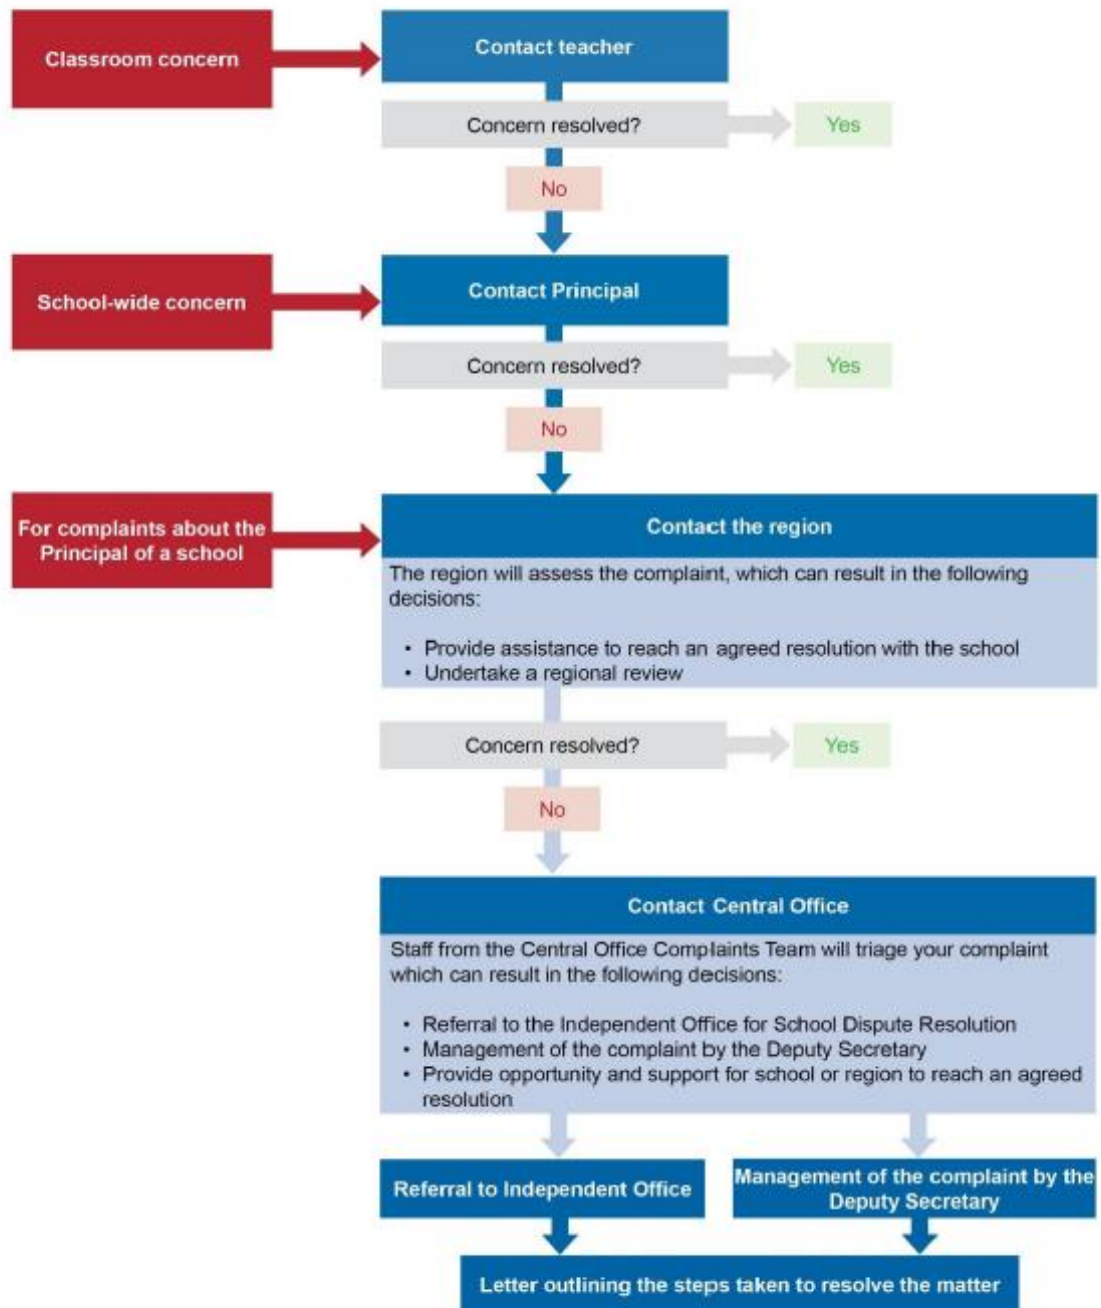 Classroom concern
Contact teacher
Concern resolved?
Yes
No
School-wide concern
Contact Principal
Concern resolved?
Yes
No
For complaints about the
Principal of a school
Contact the region
The region will assess the complaint, which can result in the following
decisions:
• Provide assistance to reach an agreed resolution with the school
• Undertake a regional review
Concern resolved?
Yes
No
Contact Central Office
Staff from the Central Office Complaints Team will triage your complaint
which can result in the following decisions:
• Referral to the Independent Office for School Dispute Resolution
• Management of the complaint by the Deputy Secretary
• Provide opportunity and support for school or region to reach an agreed
resolution
Referral to Independent Office
Management of the complaint by the
Deputy Secretary
Letter outlining the steps taken to resolve the matter